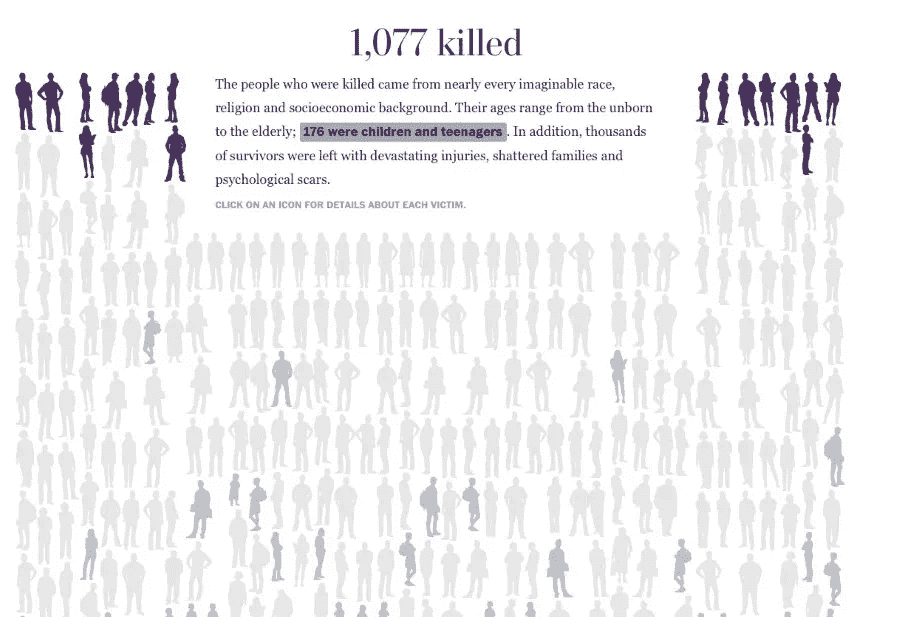 1,077 killed
The people who were killed came from nearly every imaginable race,
religion and socioeconomic background. Their ages range from the unborn
to the elderly; 176 were children and teenagers . In addition, thousands
of survivors were left with devastating injuries, shattered families and
psychological scars.
CLICK ON AN ICON FOR DETAILS ABOUT EACH VICTIM.